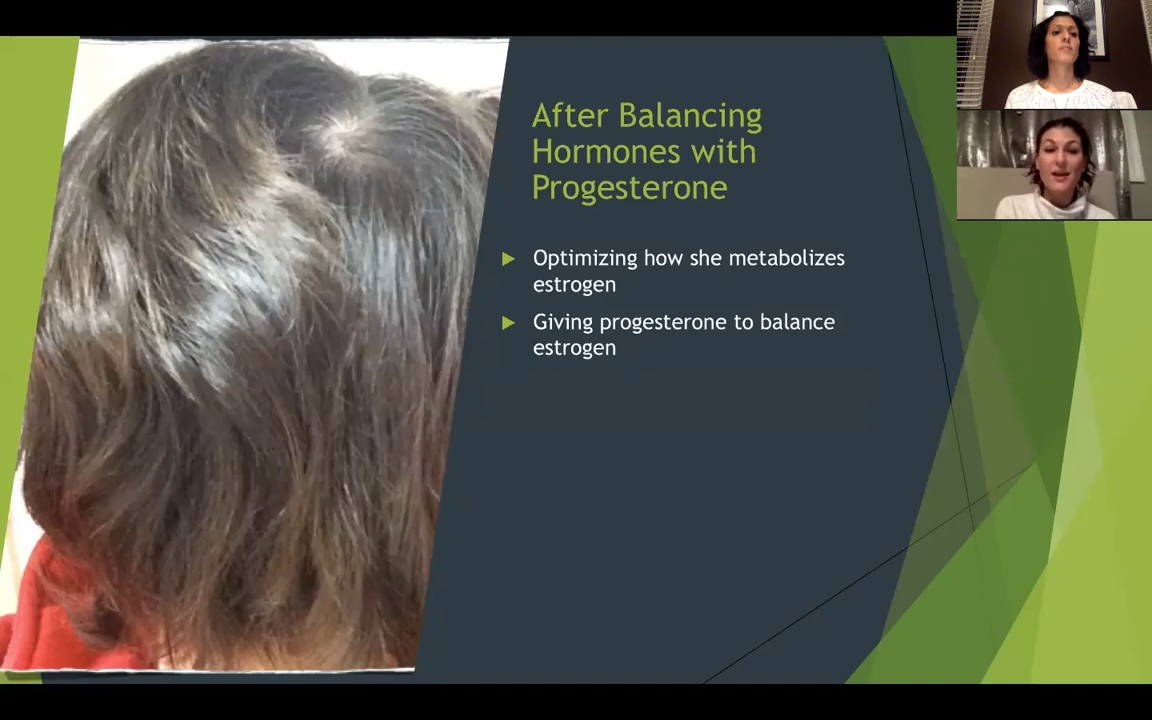 After Balancing
Hormones with
Progesterone
Optimizing how she metabolizes
estrogen
Giving progesterone to balance
estrogen